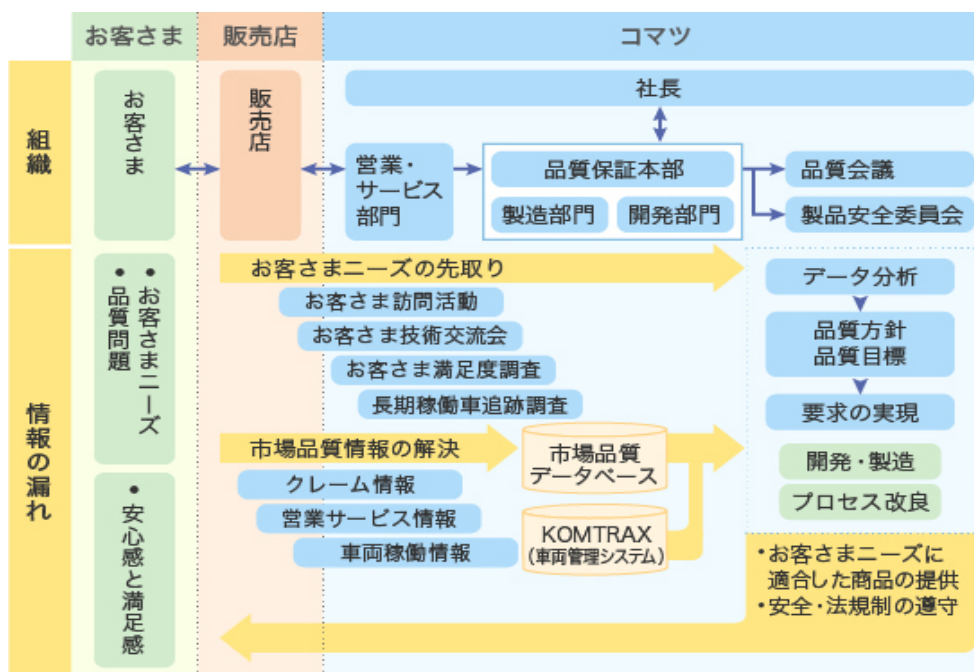 お客さま
販売店
コマツ
組織
お客さま
販売店
社長
営業・
サービス
部門
品質保証本部
製造部門
開発部門
品質会議
製品安全委員会
情報の漏れ
•お客さまニーズ
•品質問題
•安心感と満足感
お客さまニーズの先取り
お客さま訪問活動
お客さま技術交流会
お客さま満足度調査
長期稼働車追跡調査
市場品質情報の解決
クレーム情報
営業サービス情報
車両稼働情報
市場品質
データベース
KOMTRAX
(車両管理システム)
データ分析
品質方針
品質目標
要求の実現
開発・製造
プロセス改良
・お客さまニーズに
適合した商品の提供
・安全・法規制の遵守